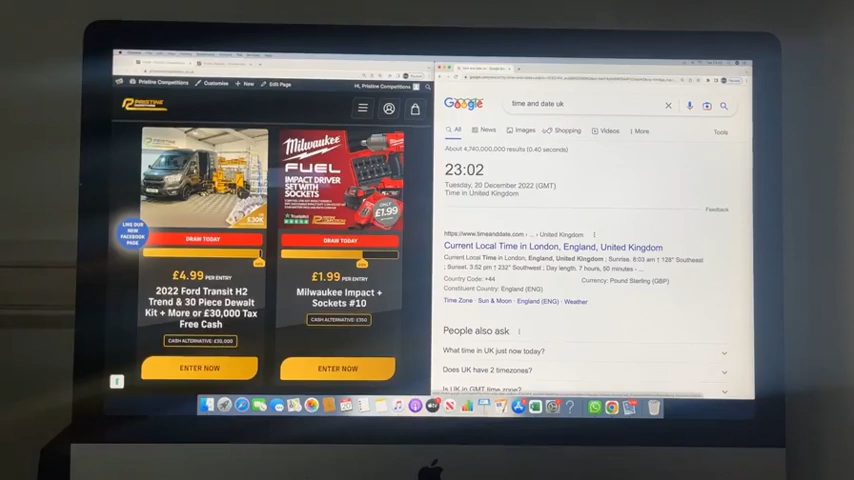 Pristine Competitions
Customise
+ New
Edit Page
Hi, Pristine Competitions
PRISTINE
LIKE OUR
NEW
FACEBOOK
PAGE
£30K
DRAW TODAY
£4.99 PER ENTRY
2022 Ford Transit H2
Trend & 30 Piece Dewalt
Kit + More or £30,000 Tax
Free Cash
CASH ALTERNATIVE: £30,000
ENTER NOW
Milwaukee
FUEL
IMPACT DRIVER
SET WITH
SOCKETS
Trustpilot
ONLY
£1.99
DRAW TODAY
£1.99 PER ENTRY
Milwaukee Impact +
Sockets #10
CASH ALTERNATIVE: £350
ENTER NOW
Google
time and date uk
All
News
Images
Shopping
Videos
More
Tools
About 4,740,000,000 results (0.40 seconds)
23:02
Tuesday, 20 December 2022 (GMT)
Time in United Kingdom
Feedback
https://www.timeanddate.com › ... › United Kingdom
Current Local Time in London, England, United Kingdom
Current Local Time in London, England, United Kingdom ; Sunrise. 8:03 am ↑ 128° Southeast
; Sunset, 3:52 pm ↑ 232° Southwest ; Day length. 7 hours, 50 minutes · ...
Country Code: +44
Currency: Pound Sterling (GBP)
Constituent Country: England (ENG)
Time Zone · Sun & Moon · England (ENG) · Weather
People also ask
What time in UK just now today?
Does UK have 2 timezones?
Is UK in GMT time zone?